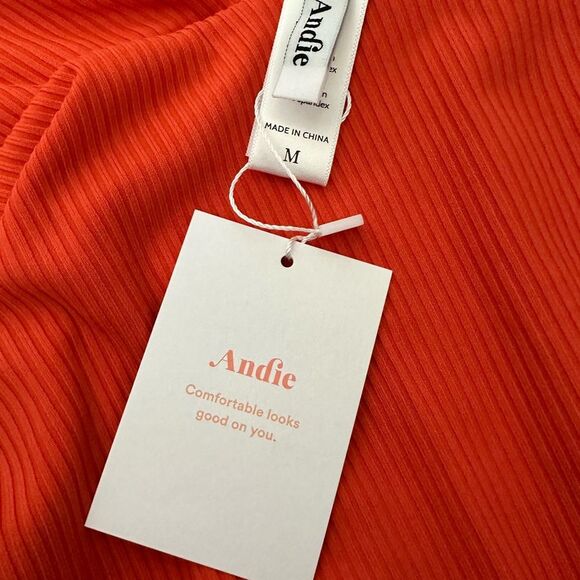 Andie
MADE IN CHINA
M
Andie
Comfortable looks
good on you.